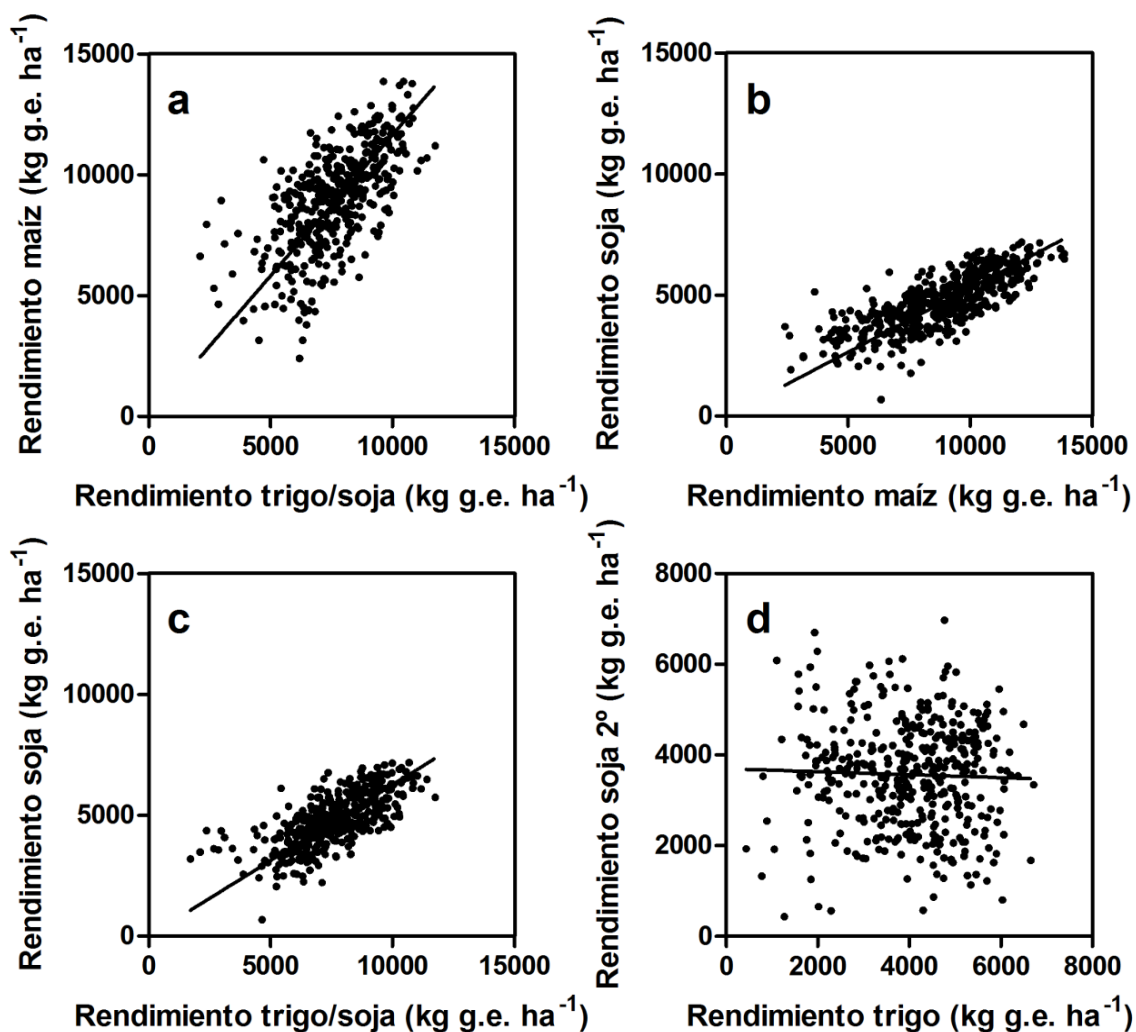 a
Rendimiento maíz (kg g.e. ha⁻¹)
15000
10000
5000
0
0 5000 10000 15000
Rendimiento trigo/soja (kg g.e. ha⁻¹)
b
Rendimiento soja (kg g.e. ha⁻¹)
15000
10000
5000
0
0 5000 10000 15000
Rendimiento maíz (kg g.e. ha⁻¹)
c
Rendimiento soja (kg g.e. ha⁻¹)
15000
10000
5000
0
0 5000 10000 15000
Rendimiento trigo/soja (kg g.e. ha⁻¹)
d
Rendimiento soja 2º (kg g.e. ha⁻¹)
8000
6000
4000
2000
0
0 2000 4000 6000 8000
Rendimiento trigo (kg g.e. ha⁻¹)